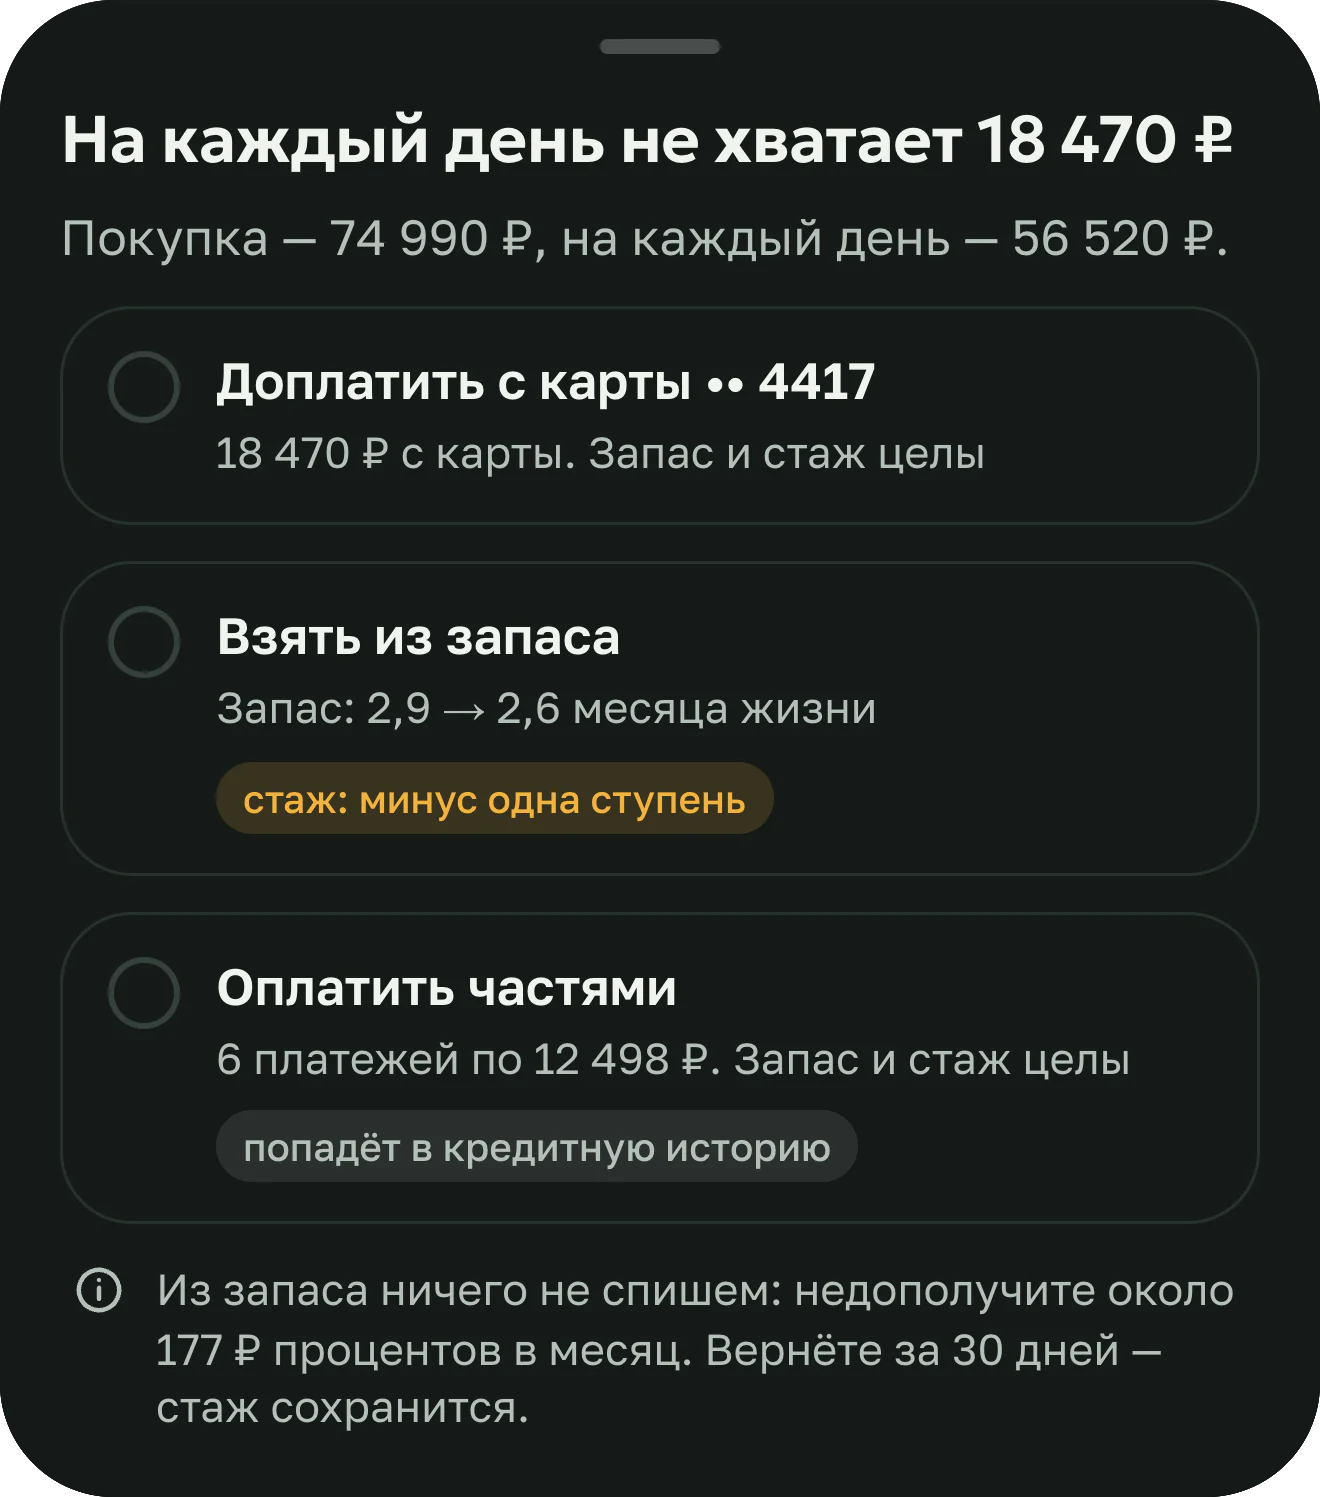 На каждый день не хватает 18 470 ₽
Покупка — 74 990 ₽, на каждый день — 56 520 ₽.
Доплатить с карты •• 4417
18 470 ₽ с карты. Запас и стаж целы
Взять из запаса
Запас: 2,9 → 2,6 месяца жизни
стаж: минус одна ступень
Оплатить частями
6 платежей по 12 498 ₽. Запас и стаж целы
попадёт в кредитную историю
Из запаса ничего не спишем: недополучите около
177 ₽ процентов в месяц. Вернёте за 30 дней —
стаж сохранится.